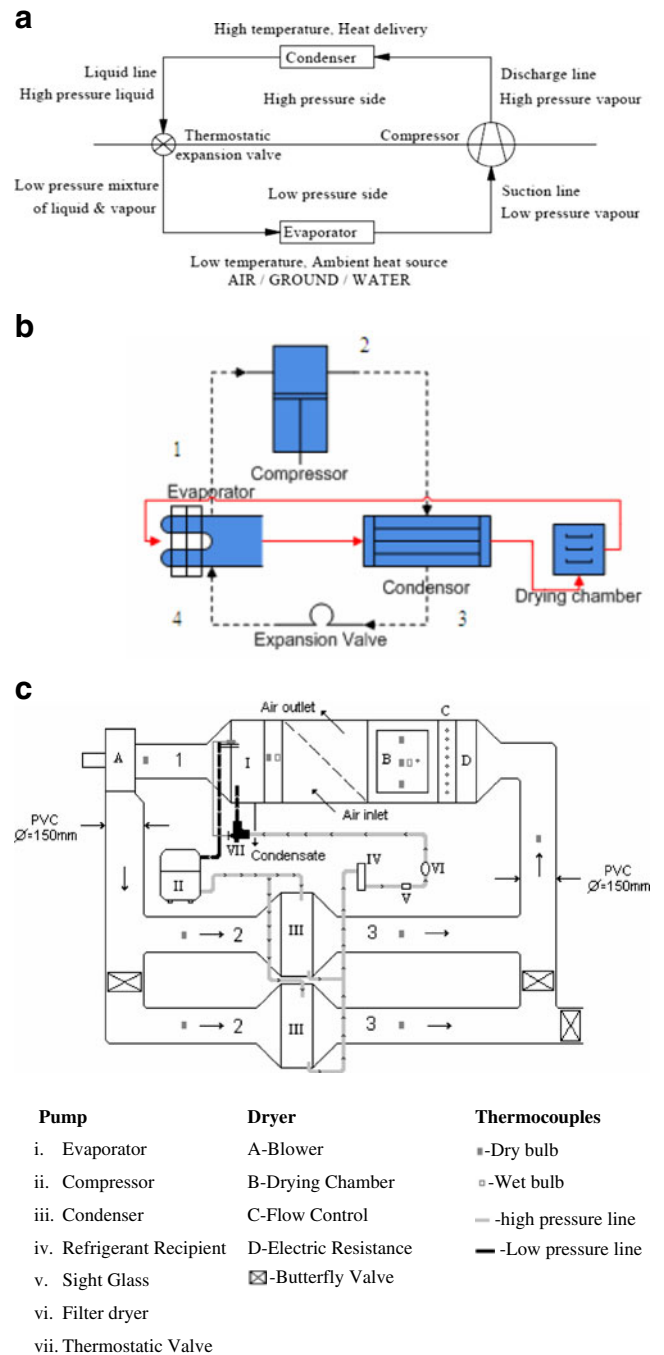 a
High temperature, Heat delivery
Condenser
Liquid line
High pressure liquid
Discharge line
High pressure vapour
High pressure side
Thermostatic
expansion valve
Compressor
Low pressure mixture
of liquid & vapour
Low pressure side
Suction line
Low pressure vapour
Evaporator
Low temperature, Ambient heat source
AIR / GROUND / WATER
b
2
1
Compressor
Evaporator
Condensor
Drying chamber
4
3
Expansion Valve
c
Air outlet
C
A
1
I
B
D
Air inlet
PVC
Ø=150mm
VII
Condensate
II
IV
VI
V
PVC
Ø=150mm
2
III
3
2
III
3
Pump
i. Evaporator
ii. Compressor
iii. Condenser
iv. Refrigerant Recipient
v. Sight Glass
vi. Filter dryer
vii. Thermostatic Valve
Dryer
A-Blower
B-Drying Chamber
C-Flow Control
D-Electric Resistance
-Butterfly Valve
Thermocouples
-Dry bulb
-Wet bulb
-high pressure line
-Low pressure line